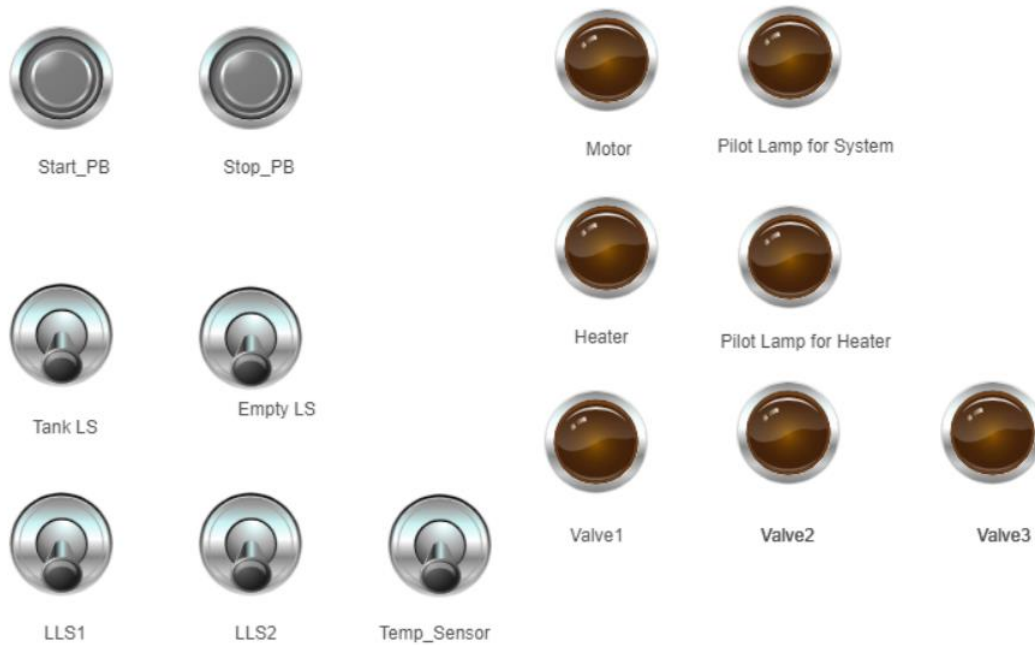 Start_PB
Stop_PB
Motor
Pilot Lamp for System
Heater
Pilot Lamp for Heater
Tank LS
Empty LS
Valve1
Valve2
Valve3
LLS1
LLS2
Temp_Sensor